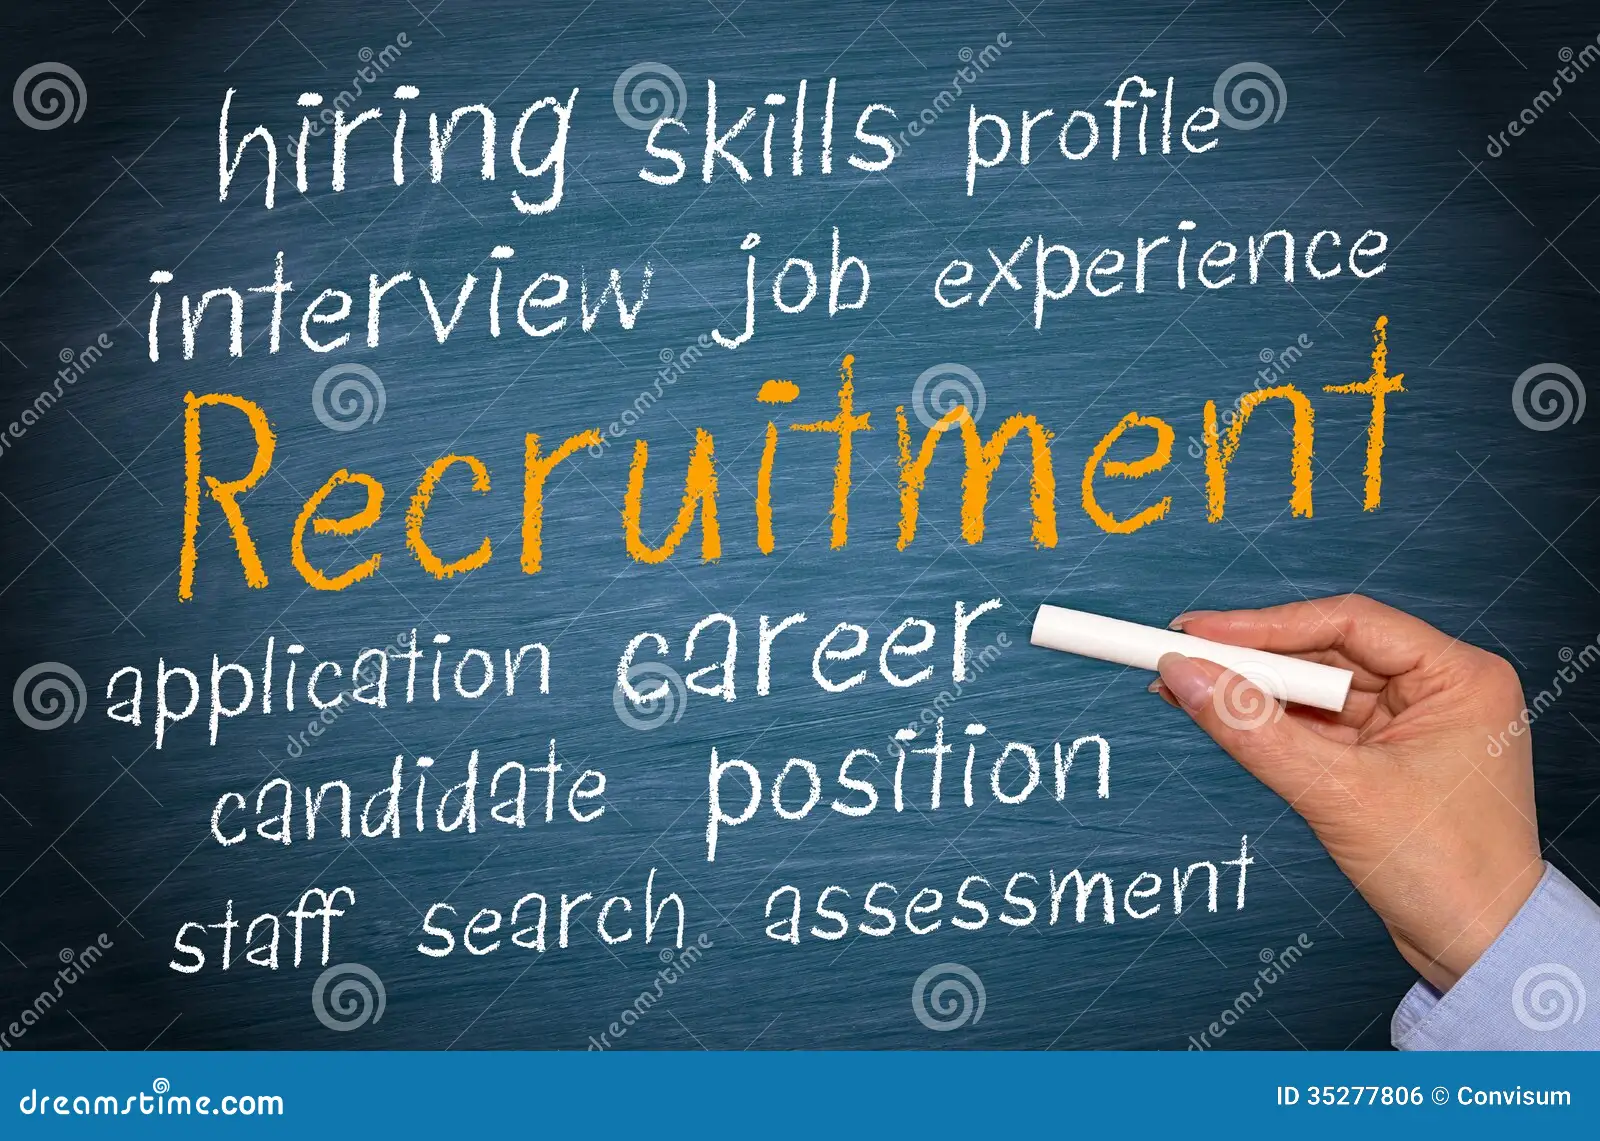 hiring skills profile
interview job experience
Recruitment
application career
candidate position
staff search assessment
dreamstime.com
ID 35277806 © Convisum